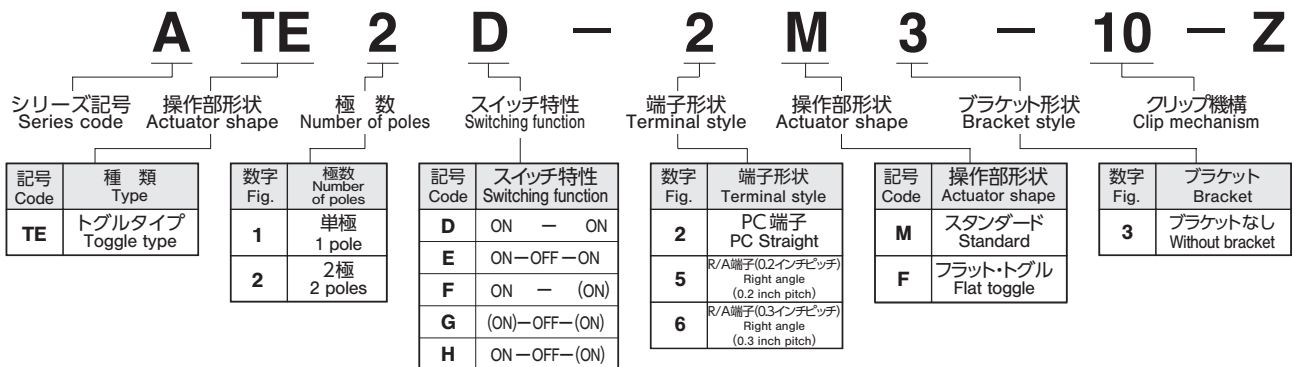 A TE 2 D － 2 M 3 － 10 － Z
シリーズ記号 操作部形状 極 数 スイッチ特性 端子形状 操作部形状 ブラケット形状 クリップ機構
Series code Actuator shape Number of poles Switching function Terminal style Actuator shape Bracket style Clip mechanism
記号 種 類
Code Type
TE トグルタイプ
Toggle type
数字 極数
Fig. Number
of poles
1 単極
1 pole
2 2極
2 poles
記号 スイッチ特性
Code Switching function
D ON － ON
E ON－OFF－ON
F ON － (ON)
G (ON)－OFF－(ON)
H ON－OFF－(ON)
数字 端子形状
Fig. Terminal style
2 PC端子
PC Straight
5 R/A端子(0.2インチピッチ)
Right angle
(0.2 inch pitch)
6 R/A端子(0.3インチピッチ)
Right angle
(0.3 inch pitch)
記号 操作部形状
Code Actuator shape
M スタンダード
Standard
F フラット・トグル
Flat toggle
数字 ブラケット
Fig. Bracket
3 ブラケットなし
Without bracket